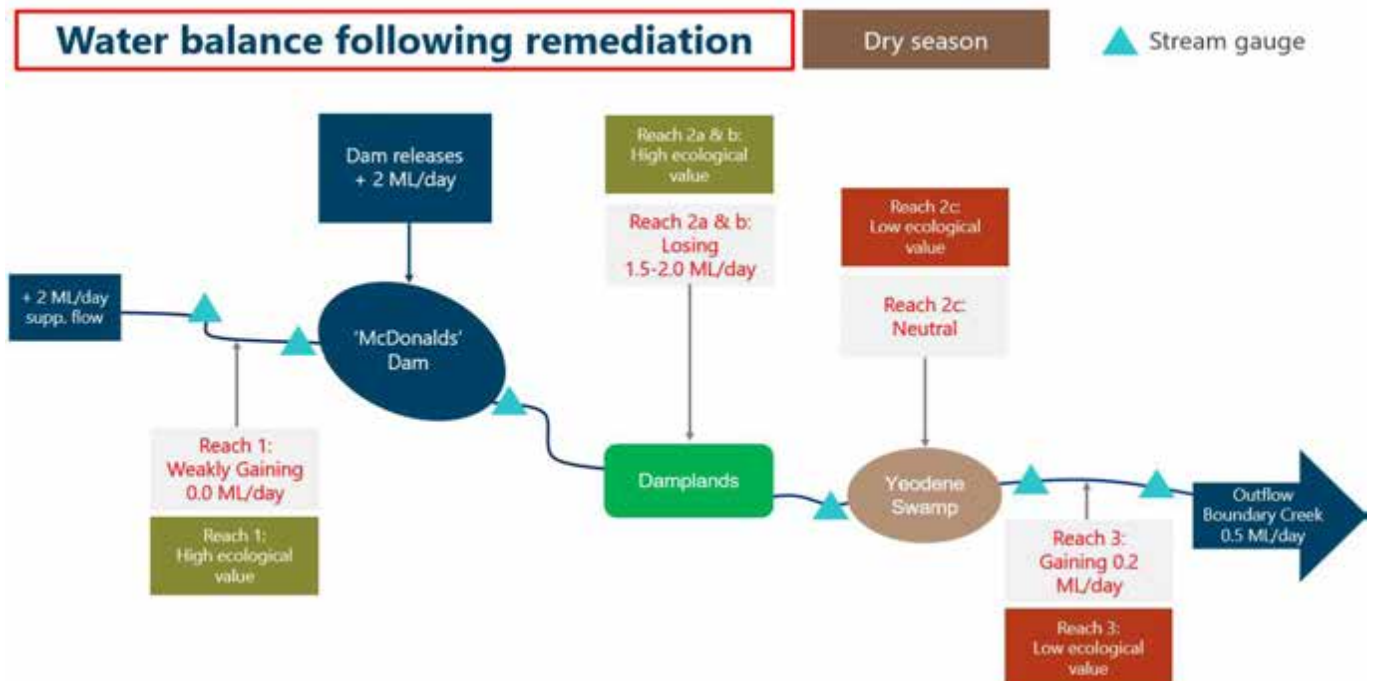 Water balance following remediation
Dry season
Stream gauge
Dam releases
+ 2 ML/day
Reach 2a & b:
High ecological
value
Reach 2a & b:
Losing
1.5-2.0 ML/day
Reach 2c:
Low ecological
value
Reach 2c:
Neutral
+ 2 ML/day
supp. flow
'McDonalds'
Dam
Reach 1:
Weakly Gaining
0.0 ML/day
Reach 1:
High ecological
value
Damplands
Yeodene
Swamp
Reach 3:
Gaining 0.2
ML/day
Reach 3:
Low ecological
value
Outflow
Boundary Creek
0.5 ML/day